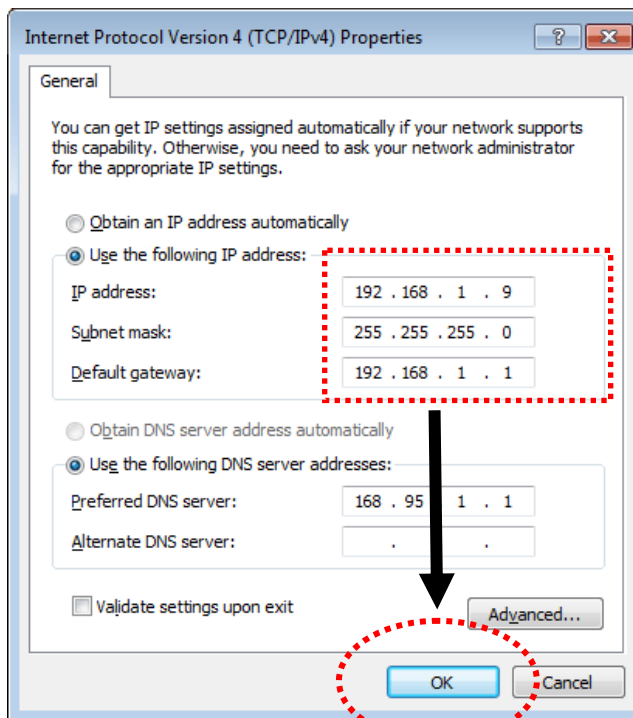 Internet Protocol Version 4 (TCP/IPv4) Properties
?
General
You can get IP settings assigned automatically if your network supports
this capability. Otherwise, you need to ask your network administrator
for the appropriate IP settings.
Obtain an IP address automatically
Use the following IP address:
IP address: 192 . 168 . 1 . 9
Subnet mask: 255 . 255 . 255 . 0
Default gateway: 192 . 168 . 1 . 1
Obtain DNS server address automatically
Use the following DNS server addresses:
Preferred DNS server: 168 . 95 1 . 1
Alternate DNS server: . .
Validate settings upon exit
Advanced...
OK Cancel